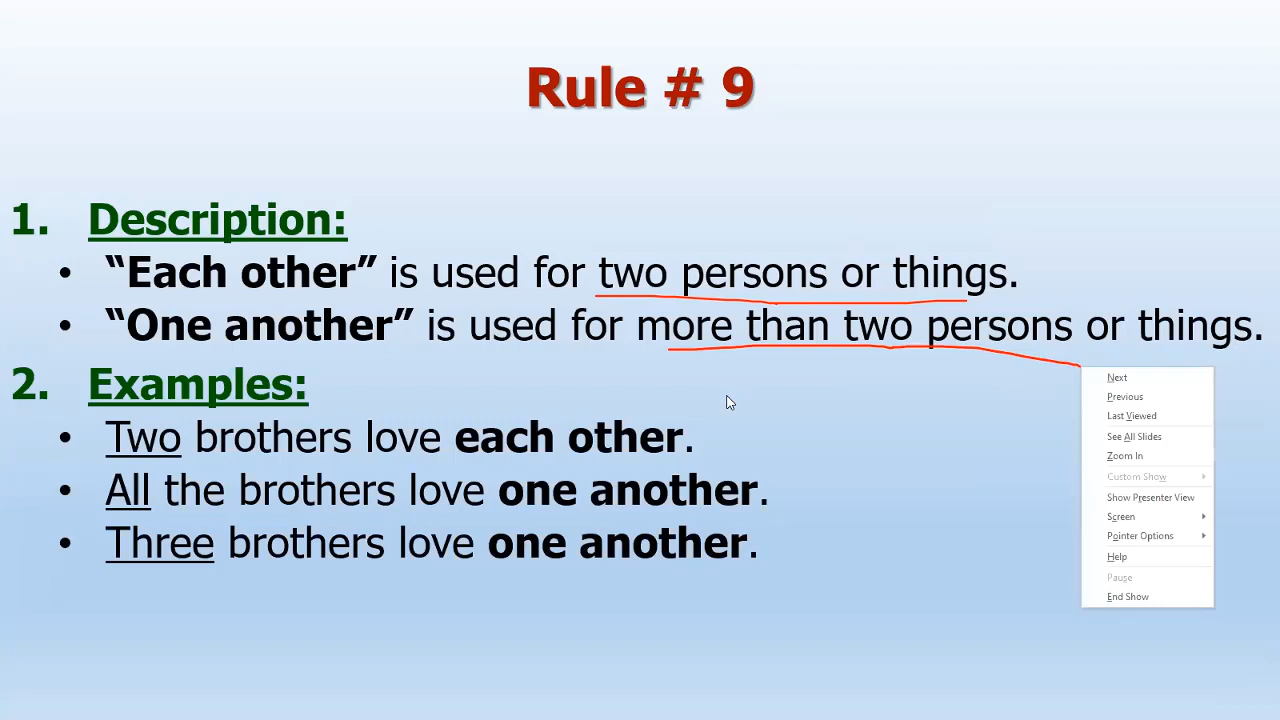 Rule # 9
1. Description:
• “Each other” is used for two persons or things.
• “One another” is used for more than two persons or things.
2. Examples:
• Two brothers love each other.
• All the brothers love one another.
• Three brothers love one another.
Next
Previous
Last Viewed
See All Slides
Zoom In
Custom Show
Show Presenter View
Screen
Pointer Options
Help
Pause
End Show